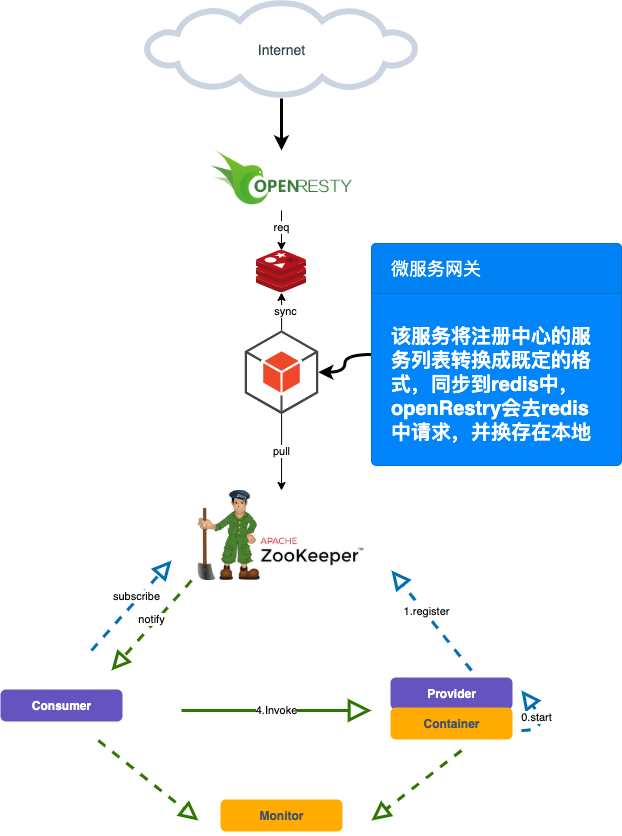 Internet
OPENRESTY
req
sync
微服务网关
该服务将注册中心的服
务列表转换成既定的格
式，同步到redis中，
openRestry会去redis
中请求，并换存在本地
pull
APACHE
ZooKeeper™
subscribe
notify
1.register
Consumer
4.Invoke
Provider
Container
0.start
Monitor